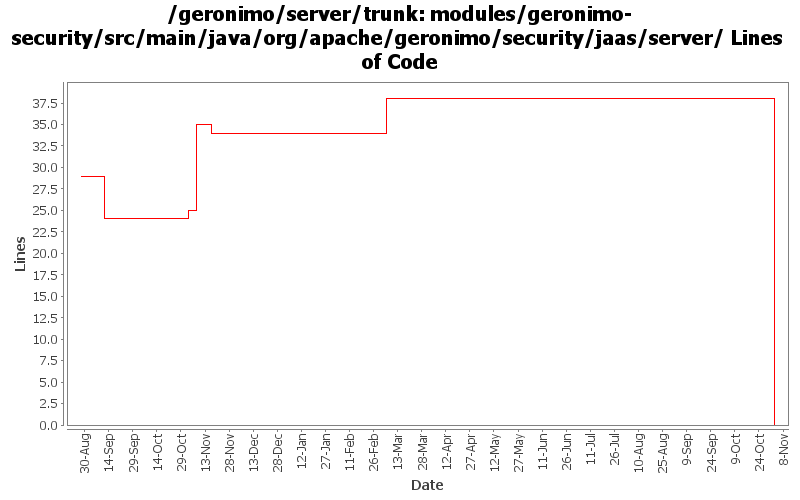 /geronimo/server/trunk: modules/geronimo-
security/src/main/java/org/apache/geronimo/security/jaas/server/ Lines
of Code
37.5
35.0
32.5
30.0
27.5
25.0
22.5
20.0
17.5
15.0
12.5
10.0
7.5
5.0
2.5
0.0
Lines
30-Aug
14-Sep
29-Sep
14-Oct
29-Oct
13-Nov
28-Nov
13-Dec
28-Dec
12-Jan
27-Jan
11-Feb
26-Feb
13-Mar
28-Mar
12-Apr
27-Apr
12-May
27-May
11-Jun
26-Jun
11-Jul
26-Jul
10-Aug
25-Aug
9-Sep
24-Sep
9-Oct
24-Oct
8-Nov
Date